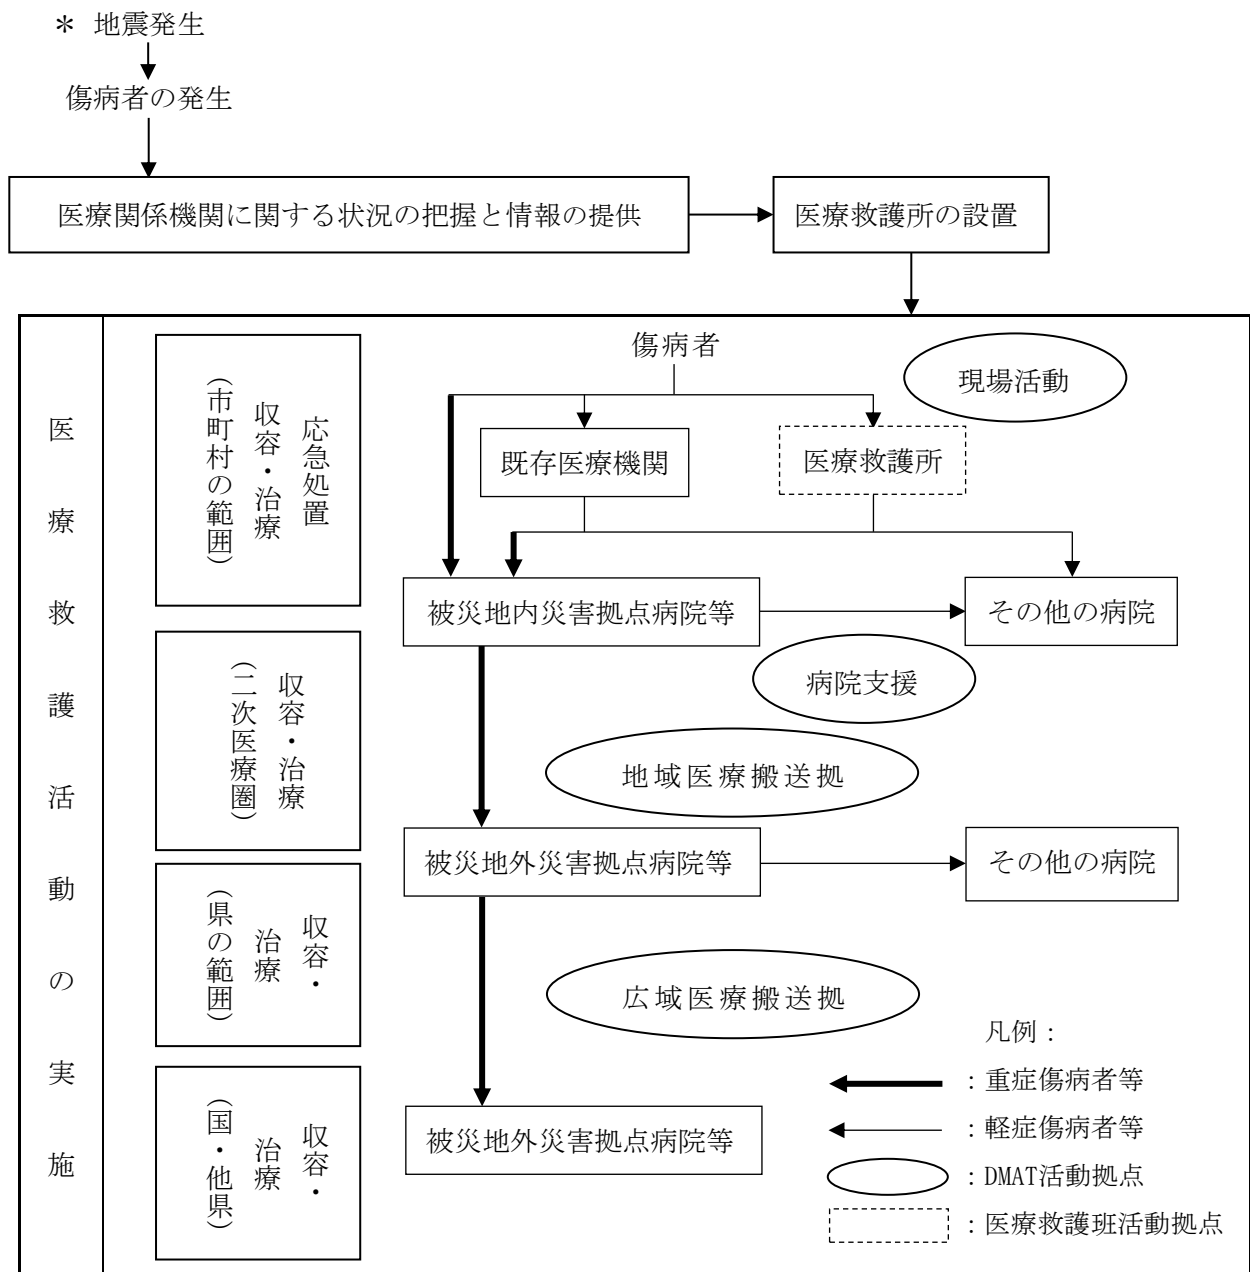 ＊ 地震発生
傷病者の発生
医療関係機関に関する状況の把握と情報の提供
医療救護所の設置
医療救護活動の実施
応急処置
収容・治療
（市町村の範囲）
傷病者
現場活動
既存医療機関
医療救護所
被災地内災害拠点病院等
その他の病院
収容・治療
（二次医療圏）
病院支援
地域医療搬送拠
被災地外災害拠点病院等
その他の病院
収容・
治療
（県の範囲）
広域医療搬送拠
収容・
治療
（国・他県）
被災地外災害拠点病院等
凡例：
：重症傷病者等
：軽症傷病者等
：DMAT活動拠点
：医療救護班活動拠点